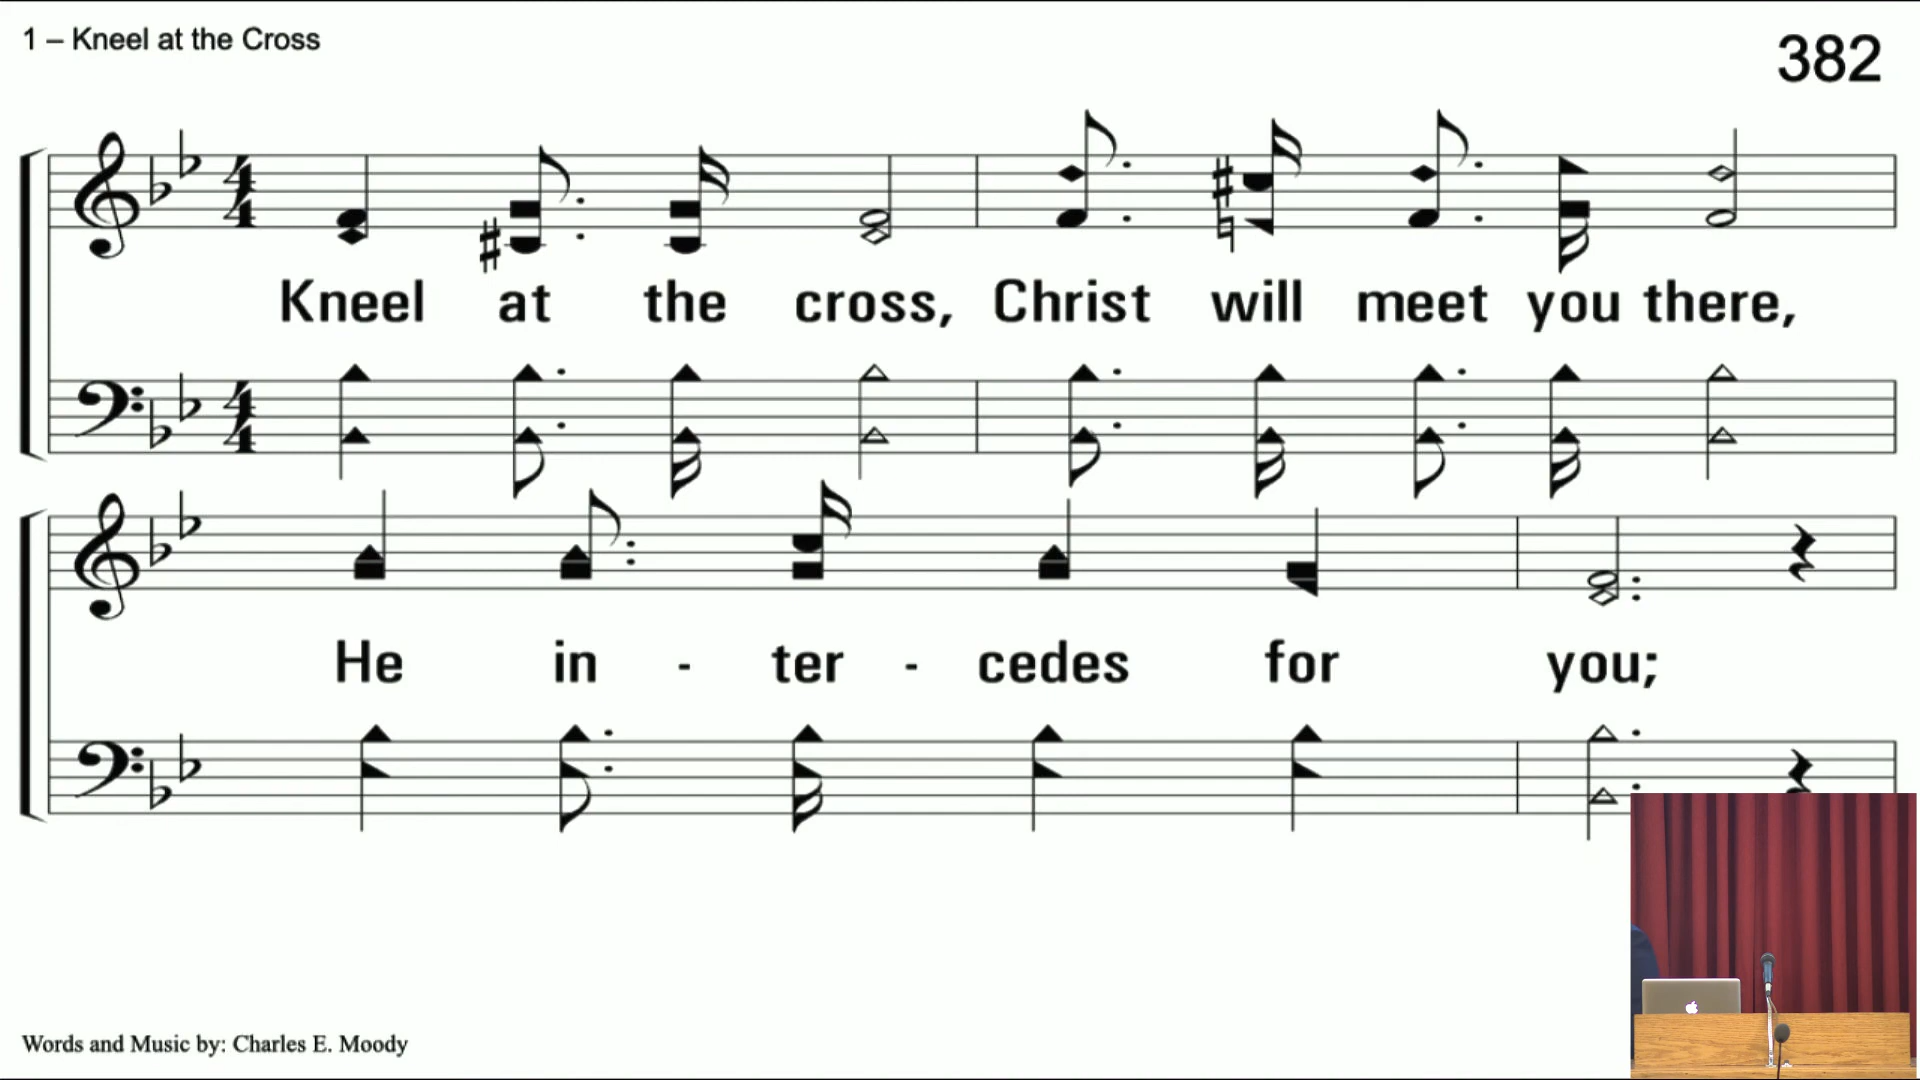 1 – Kneel at the Cross
382
Kneel at the cross, Christ will meet you there,
He in - ter - cedes for you;
Words and Music by: Charles E. Moody